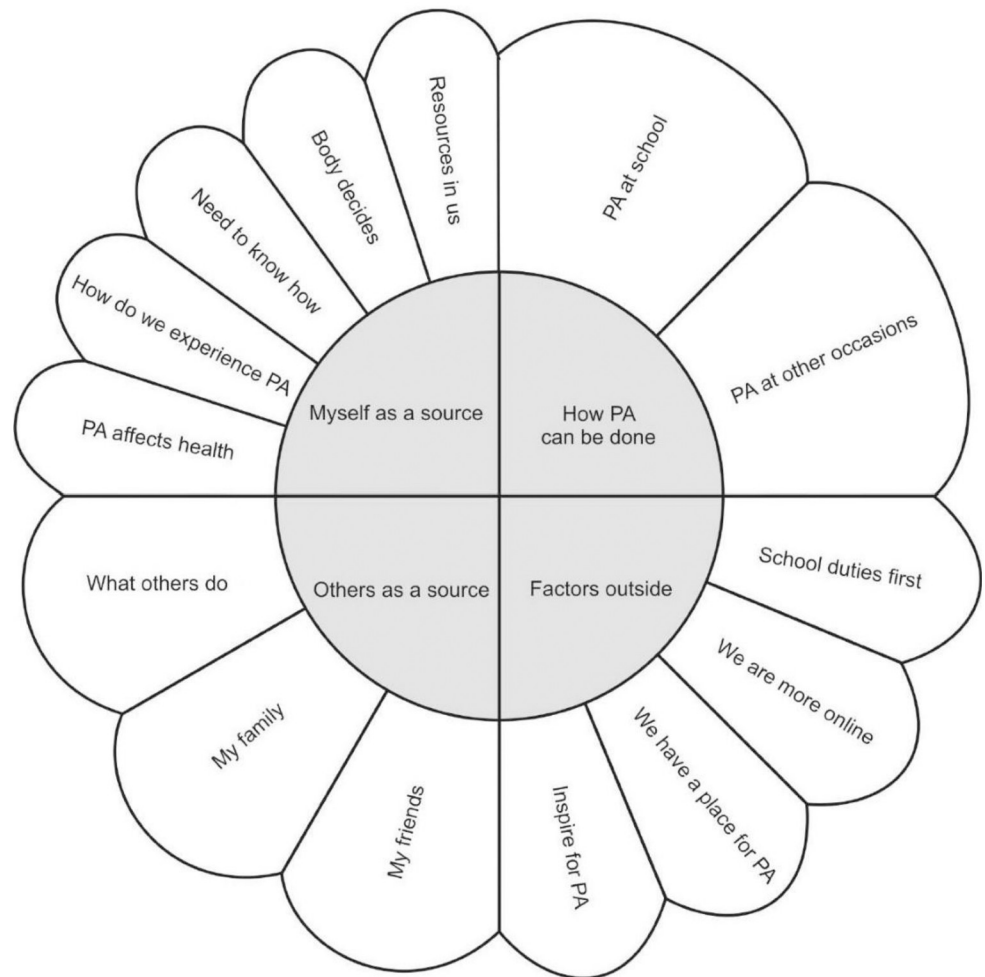 Resources in us
Body decides
Need to know how
How do we experience PA
PA affects health
PA at school
PA at other occasions
Myself as a source
How PA
can be done
Others as a source
Factors outside
What others do
My family
My friends
School duties first
We are more online
We have a place for PA
Inspire for PA